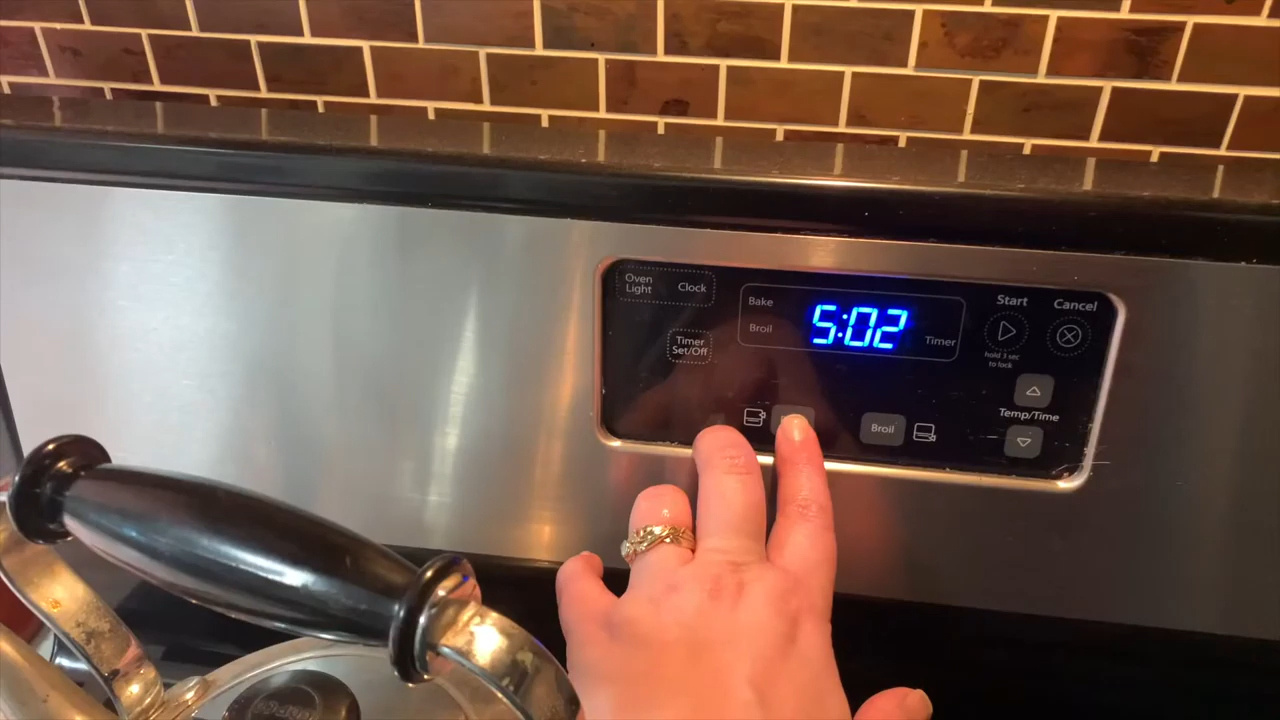 Oven
Light
Clock
Timer
Set/Off
Bake
Broil
5:02
Timer
Start
hold 3 sec
to lock
Cancel
Temp/Time
Broil